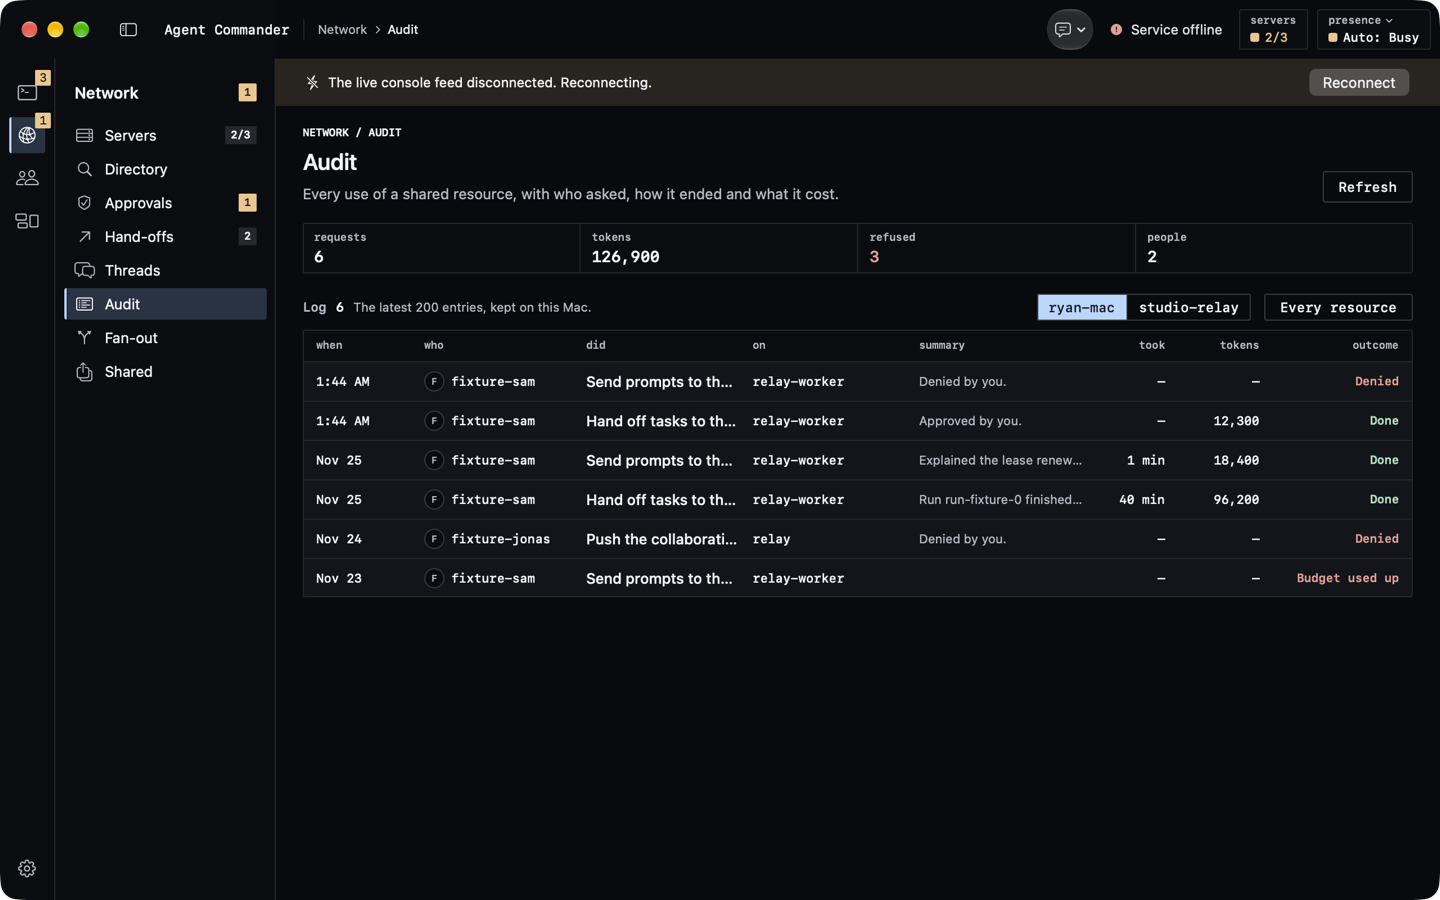 Agent Commander Network > Audit Service offline servers 2/3 presence Auto: Busy
3
1
Network 1
Servers 2/3
Directory
Approvals 1
Hand-offs 2
Threads
Audit
Fan-out
Shared
The live console feed disconnected. Reconnecting. Reconnect
NETWORK / AUDIT
Audit
Every use of a shared resource, with who asked, how it ended and what it cost.
Refresh
requests tokens refused people
6 126,900 3 2
Log 6 The latest 200 entries, kept on this Mac. ryan-mac studio-relay Every resource
when who did on summary took tokens outcome
1:44 AM F fixture-sam Send prompts to th... relay-worker Denied by you. — — Denied
1:44 AM F fixture-sam Hand off tasks to th... relay-worker Approved by you. — 12,300 Done
Nov 25 F fixture-sam Send prompts to th... relay-worker Explained the lease renew... 1 min 18,400 Done
Nov 25 F fixture-sam Hand off tasks to th... relay-worker Run run-fixture-0 finished... 40 min 96,200 Done
Nov 24 F fixture-jonas Push the collaborati... relay Denied by you. — — Denied
Nov 23 F fixture-sam Send prompts to th... relay-worker — — Budget used up